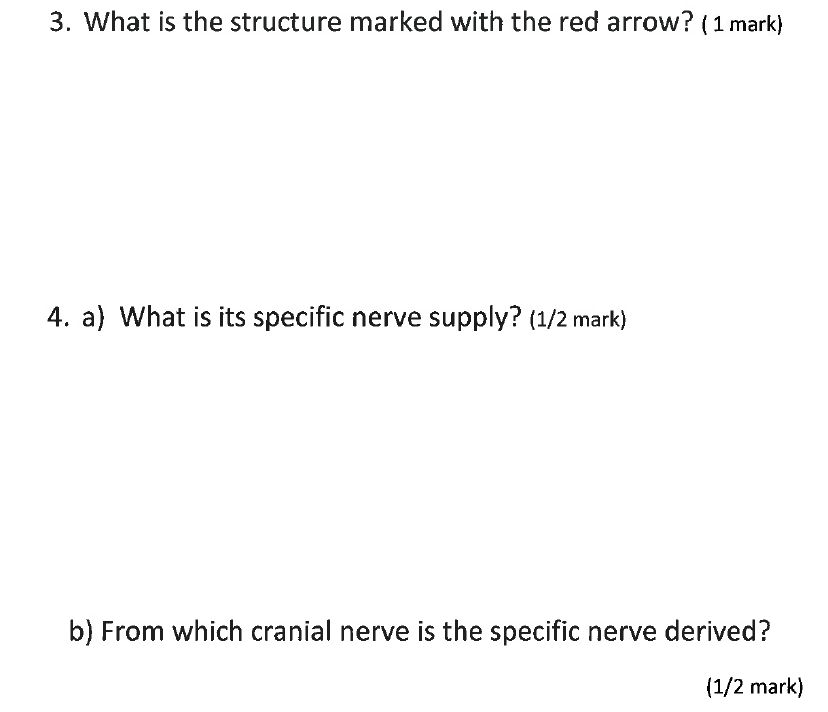 3. What is the structure marked with the red arrow? ( 1 mark)
4. a) What is its specific nerve supply? (1/2 mark)
b) From which cranial nerve is the specific nerve derived?
(1/2 mark)